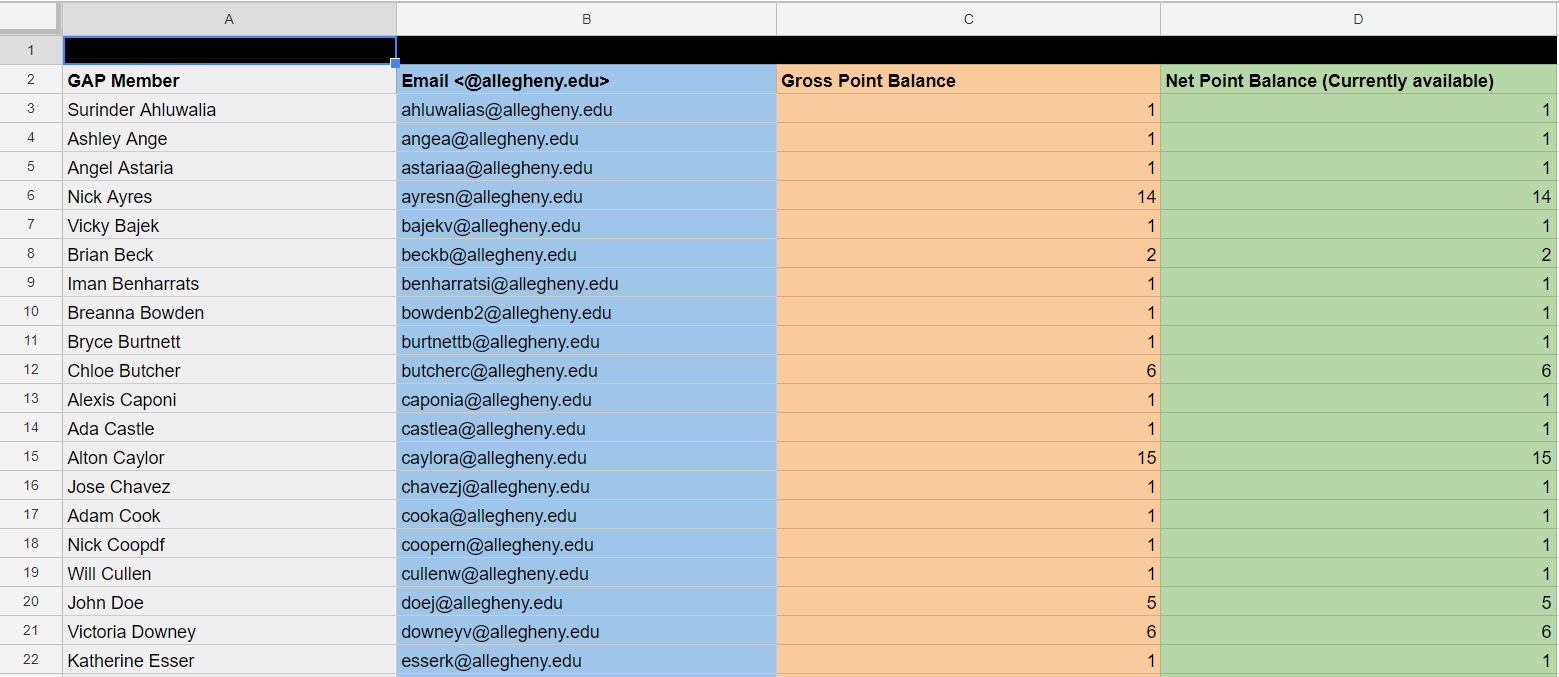 A B C D
1
2 GAP Member Email <@allegheny.edu> Gross Point Balance Net Point Balance (Currently available)
3 Surinder Ahluwalia ahluwalias@allegheny.edu 1 1
4 Ashley Ange angea@allegheny.edu 1 1
5 Angel Astaria astariaa@allegheny.edu 1 1
6 Nick Ayres ayresn@allegheny.edu 14 14
7 Vicky Bajek bajekv@allegheny.edu 1 1
8 Brian Beck beckb@allegheny.edu 2 2
9 Iman Benharrats benharratsi@allegheny.edu 1 1
10 Breanna Bowden bowdenb2@allegheny.edu 1 1
11 Bryce Burtnett burtnettb@allegheny.edu 1 1
12 Chloe Butcher butcherc@allegheny.edu 6 6
13 Alexis Caponi caponia@allegheny.edu 1 1
14 Ada Castle castlea@allegheny.edu 1 1
15 Alton Caylor caylora@allegheny.edu 15 15
16 Jose Chavez chavezj@allegheny.edu 1 1
17 Adam Cook cooka@allegheny.edu 1 1
18 Nick Coopdf coopern@allegheny.edu 1 1
19 Will Cullen cullenw@allegheny.edu 1 1
20 John Doe doej@allegheny.edu 5 5
21 Victoria Downey downeyv@allegheny.edu 6 6
22 Katherine Esser esserk@allegheny.edu 1 1